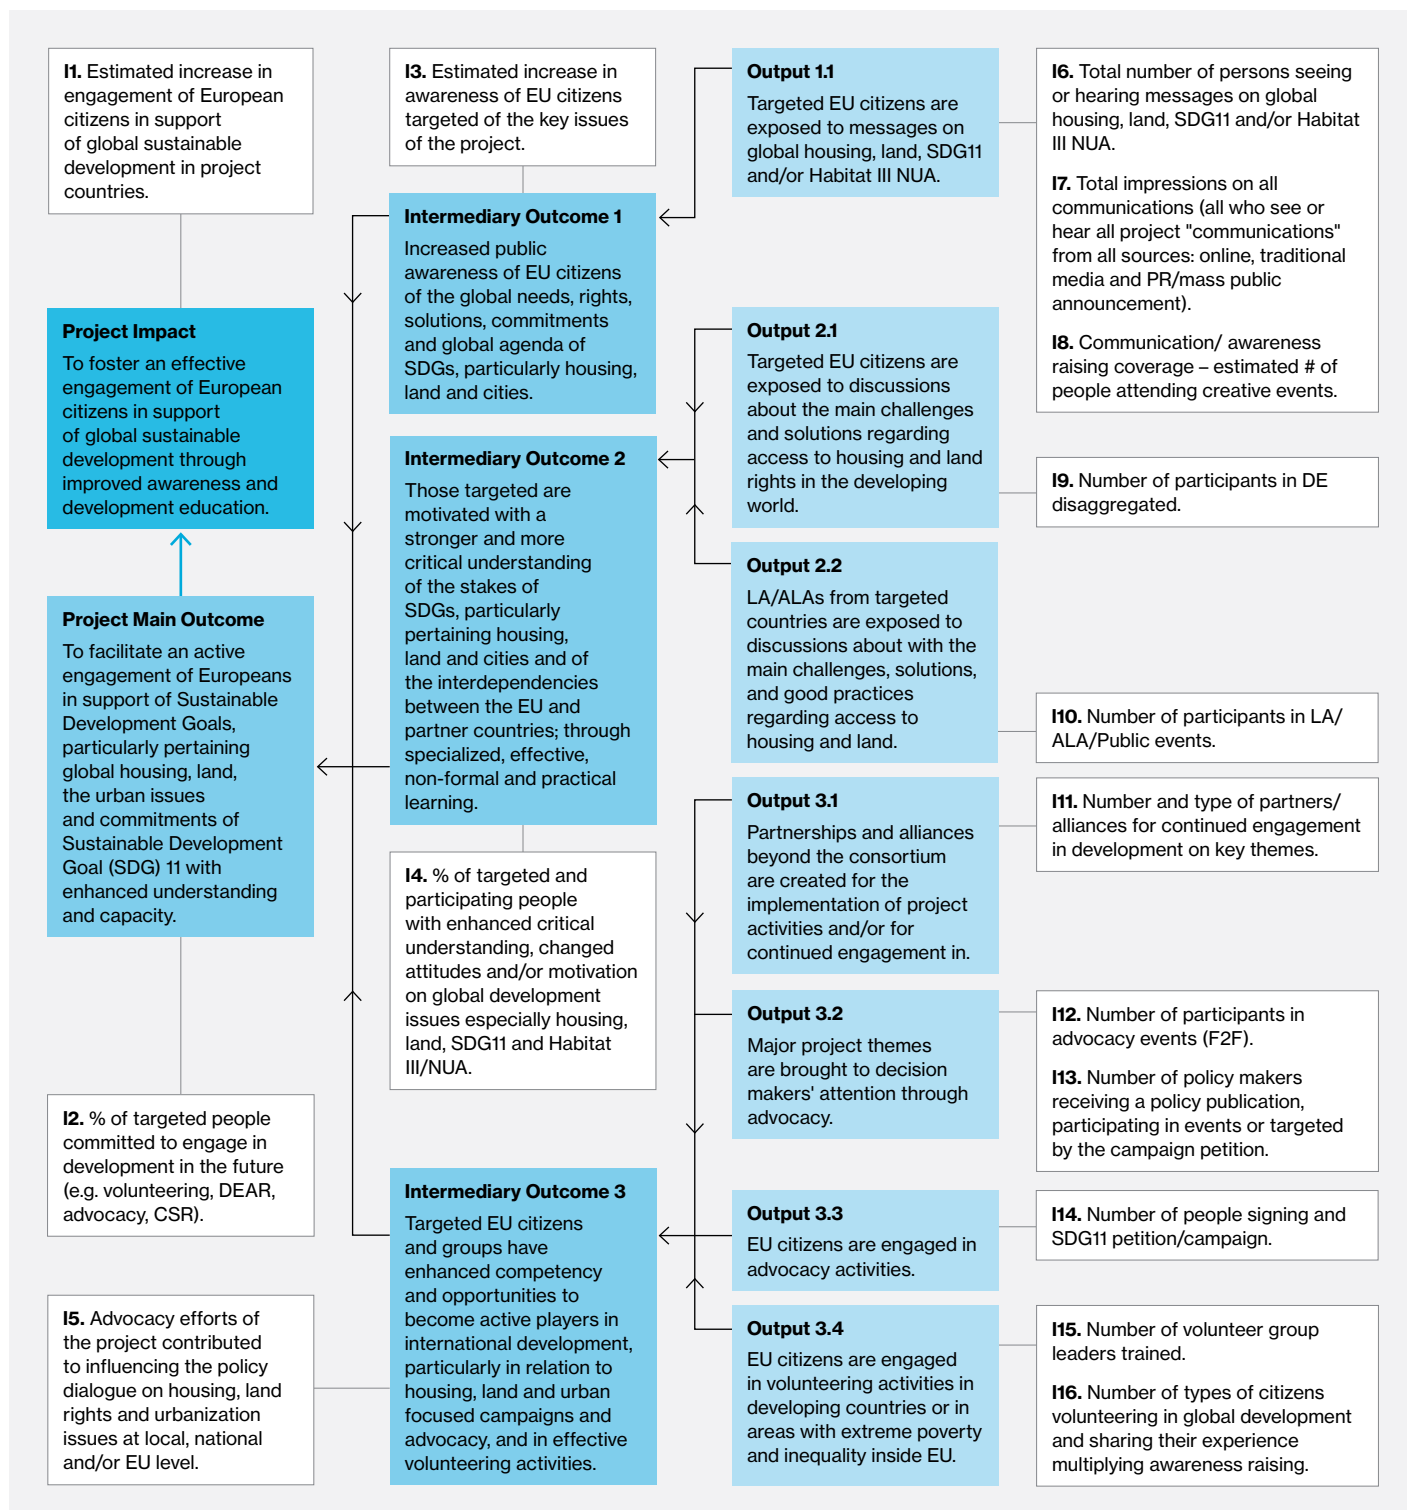 I1. Estimated increase in
engagement of European
citizens in support
of global sustainable
development in project
countries.
Project Impact
To foster an effective
engagement of European
citizens in support
of global sustainable
development through
improved awareness and
development education.
Project Main Outcome
To facilitate an active
engagement of Europeans
in support of Sustainable
Development Goals,
particularly pertaining
global housing, land,
the urban issues
and commitments of
Sustainable Development
Goal (SDG) 11 with
enhanced understanding
and capacity.
I2. % of targeted people
committed to engage in
development in the future
(e.g. volunteering, DEAR,
advocacy, CSR).
I5. Advocacy efforts of
the project contributed
to influencing the policy
dialogue on housing, land
rights and urbanization
issues at local, national
and/or EU level.
I3. Estimated increase in
awareness of EU citizens
targeted of the key issues
of the project.
Intermediary Outcome 1
Increased public
awareness of EU citizens
of the global needs, rights,
solutions, commitments
and global agenda of
SDGs, particularly housing,
land and cities.
Intermediary Outcome 2
Those targeted are
motivated with a
stronger and more
critical understanding
of the stakes of
SDGs, particularly
pertaining housing,
land and cities and of
the interdependencies
between the EU and
partner countries; through
specialized, effective,
non-formal and practical
learning.
I4. % of targeted and
participating people
with enhanced critical
understanding, changed
attitudes and/or motivation
on global development
issues especially housing,
land, SDG11 and Habitat
III/NUA.
Intermediary Outcome 3
Targeted EU citizens
and groups have
enhanced competency
and opportunities to
become active players in
international development,
particularly in relation to
housing, land and urban
focused campaigns and
advocacy, and in effective
volunteering activities.
Output 1.1
Targeted EU citizens are
exposed to messages on
global housing, land, SDG11
and/or Habitat III NUA.
Output 2.1
Targeted EU citizens are
exposed to discussions
about the main challenges
and solutions regarding
access to housing and land
rights in the developing
world.
Output 2.2
LA/ALAs from targeted
countries are exposed to
discussions about with the
main challenges, solutions,
and good practices
regarding access to
housing and land.
Output 3.1
Partnerships and alliances
beyond the consortium
are created for the
implementation of project
activities and/or for
continued engagement in.
Output 3.2
Major project themes
are brought to decision
makers' attention through
advocacy.
Output 3.3
EU citizens are engaged in
advocacy activities.
Output 3.4
EU citizens are engaged
in volunteering activities in
developing countries or in
areas with extreme poverty
and inequality inside EU.
I6. Total number of persons seeing
or hearing messages on global
housing, land, SDG11 and/or Habitat
III NUA.
I7. Total impressions on all
communications (all who see or
hear all project "communications"
from all sources: online, traditional
media and PR/mass public
announcement).
I8. Communication/ awareness
raising coverage – estimated # of
people attending creative events.
I9. Number of participants in DE
disaggregated.
I10. Number of participants in LA/
ALA/Public events.
I11. Number and type of partners/
alliances for continued engagement
in development on key themes.
I12. Number of participants in
advocacy events (F2F).
I13. Number of policy makers
receiving a policy publication,
participating in events or targeted
by the campaign petition.
I14. Number of people signing and
SDG11 petition/campaign.
I15. Number of volunteer group
leaders trained.
I16. Number of types of citizens
volunteering in global development
and sharing their experience
multiplying awareness raising.